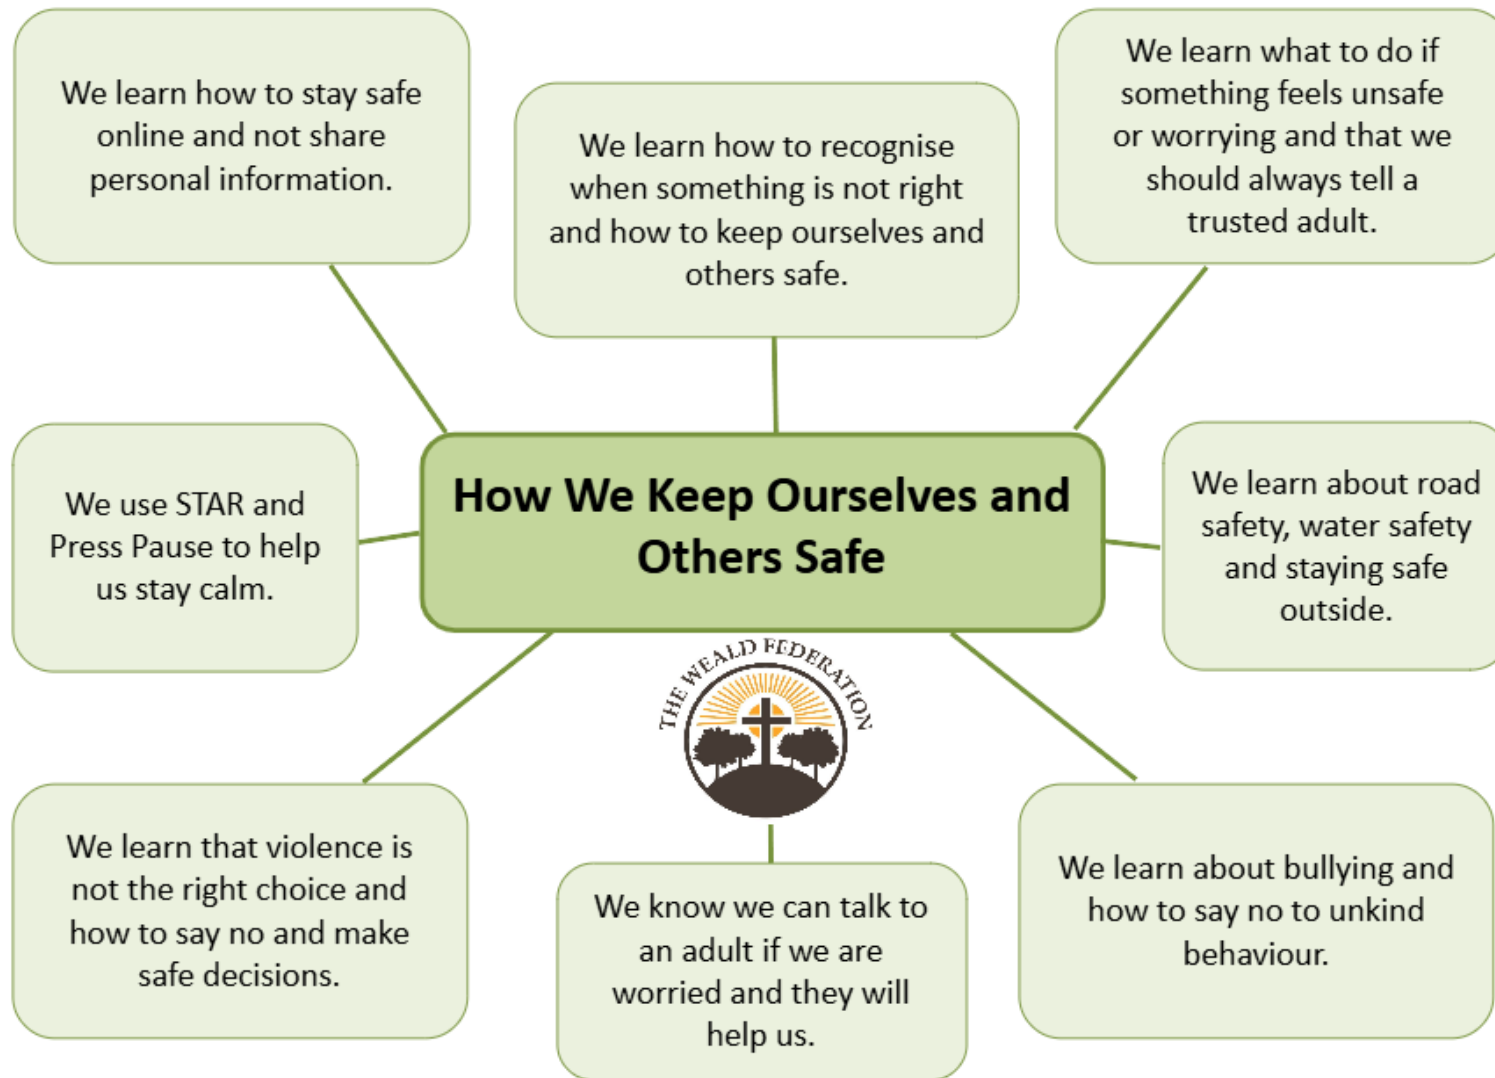 We learn how to stay safe
online and not share
personal information.
We learn how to recognise
when something is not right
and how to keep ourselves and
others safe.
We learn what to do if
something feels unsafe
or worrying and that we
should always tell a
trusted adult.
We use STAR and
Press Pause to help
us stay calm.
How We Keep Ourselves and
Others Safe
We learn about road
safety, water safety
and staying safe
outside.
THE WEALD FEDERATION
We learn that violence is
not the right choice and
how to say no and make
safe decisions.
We know we can talk to
an adult if we are
worried and they will
help us.
We learn about bullying and
how to say no to unkind
behaviour.